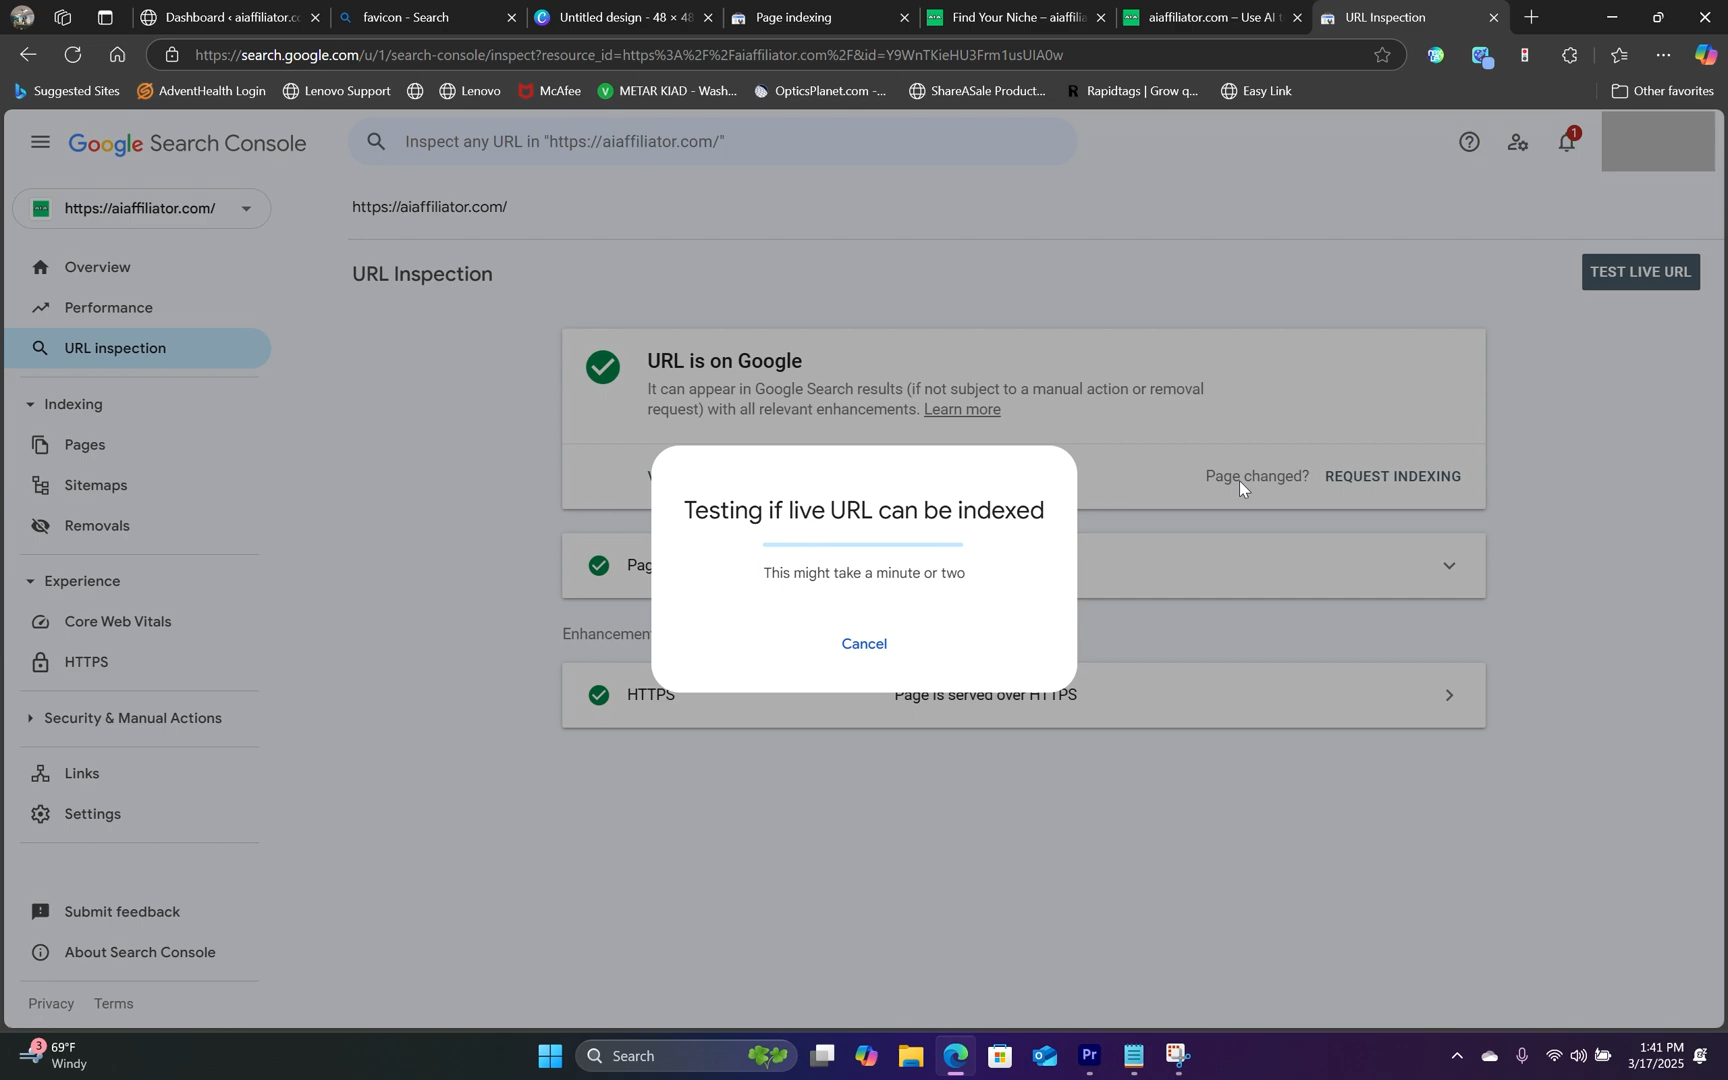 Dashboard ‹ aiaffiliator.cc
favicon - Search
Untitled design - 48 × 48
Page indexing
Find Your Niche – aiaffilia
aiaffiliator.com – Use AI t
URL Inspection
https://search.google.com/u/1/search-console/inspect?resource_id=https%3A%2F%2Faiaffiliator.com%2F&id=Y9WnTKieHU3Frm1usUIA0w
Suggested Sites
AdventHealth Login
Lenovo Support
Lenovo
McAfee
METAR KIAD - Wash...
OpticsPlanet.com -...
ShareASale Product...
Rapidtags | Grow q...
Easy Link
Other favorites
Google Search Console
Inspect any URL in "https://aiaffiliator.com/"
1
https://aiaffiliator.com/
https://aiaffiliator.com/
Overview
Performance
URL inspection
Indexing
Pages
Sitemaps
Removals
Experience
Core Web Vitals
HTTPS
Security & Manual Actions
Links
Settings
Submit feedback
About Search Console
Privacy
Terms
URL Inspection
TEST LIVE URL
URL is on Google
It can appear in Google Search results (if not subject to a manual action or removal
request) with all relevant enhancements. Learn more
Page changed?
REQUEST INDEXING
Testing if live URL can be indexed
This might take a minute or two
Cancel
Pag
Enhancemen
HTTPS
Page is served over HTTPS
3
69°F
Windy
Search
Pr
1:41 PM
3/17/2025